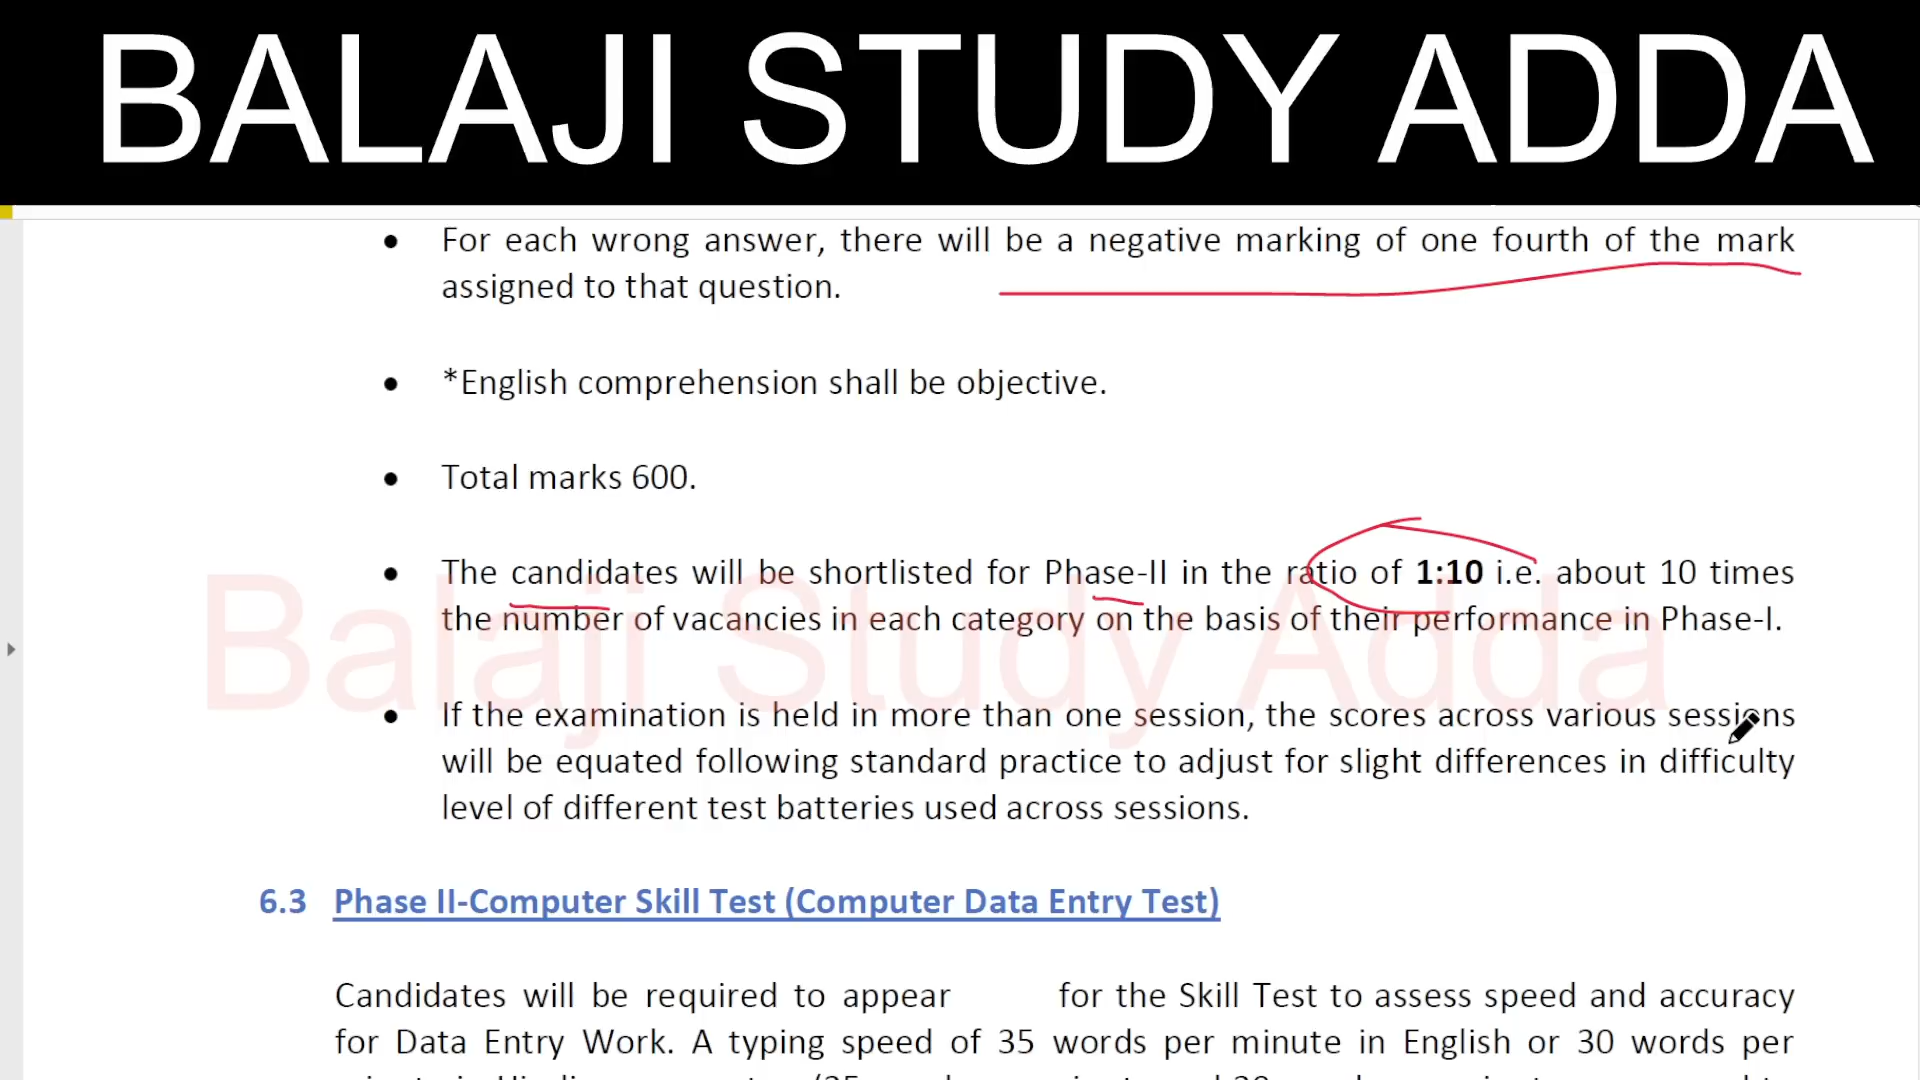 BALAJI STUDY ADDA
• For each wrong answer, there will be a negative marking of one fourth of the mark
assigned to that question.
• *English comprehension shall be objective.
• Total marks 600.
• The candidates will be shortlisted for Phase-II in the ratio of 1:10 i.e. about 10 times
the number of vacancies in each category on the basis of their performance in Phase-I.
Balaji Study Adda
• If the examination is held in more than one session, the scores across various sessions
will be equated following standard practice to adjust for slight differences in difficulty
level of different test batteries used across sessions.
6.3 Phase II-Computer Skill Test (Computer Data Entry Test)
Candidates will be required to appear for the Skill Test to assess speed and accuracy
for Data Entry Work. A typing speed of 35 words per minute in English or 30 words per